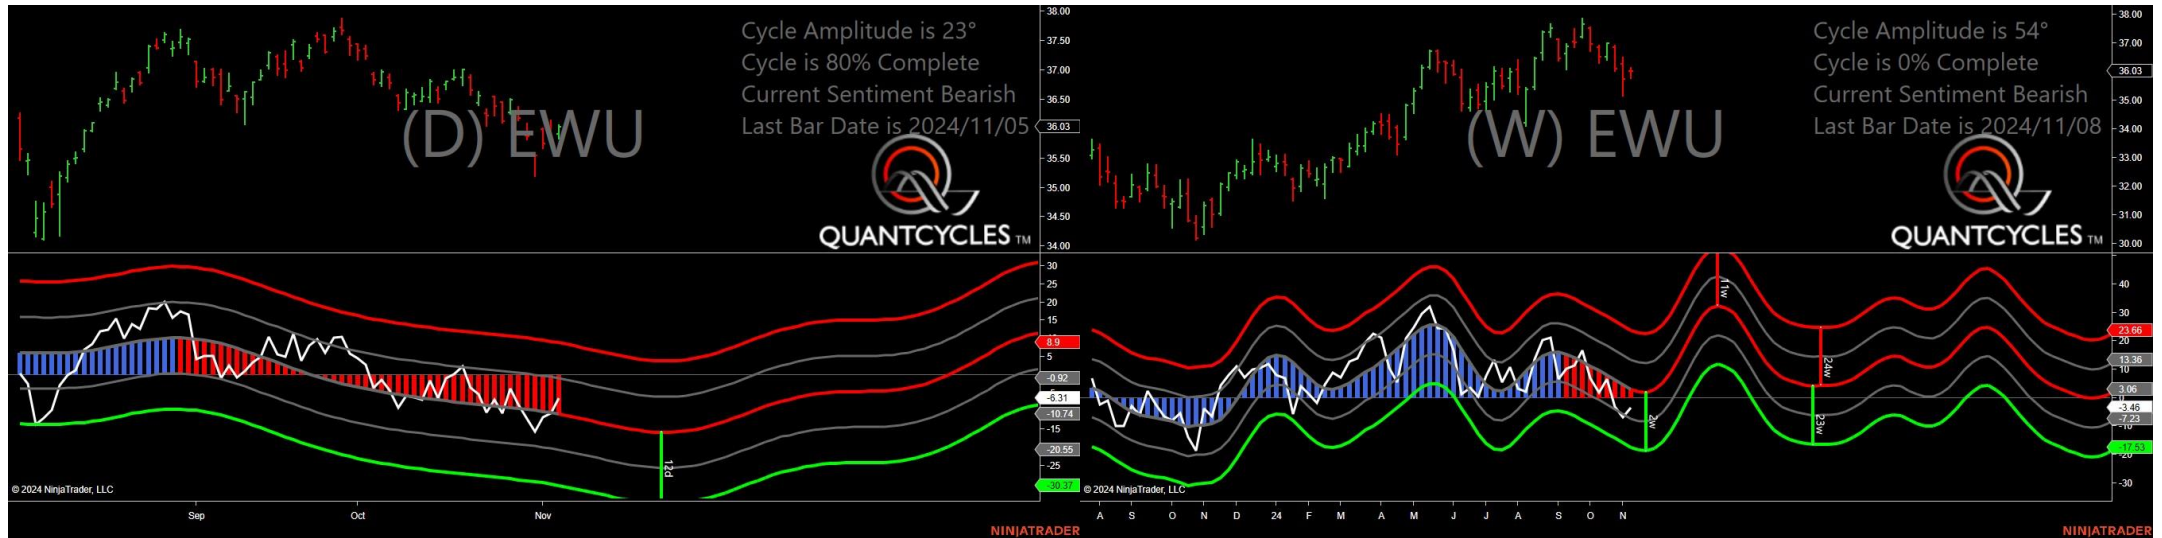 Cycle Amplitude is 23°
Cycle is 80% Complete
Current Sentiment Bearish
Last Bar Date is 2024/11/05
(D) EWU
QUANTCYCLES TM
38.00
37.50
37.00
36.50
36.03
35.50
35.00
34.50
34.00
30
25
20
15
8.9
5
-0.92
-6.31
-10.74
-15
-20.55
-25
-30.37
12d
© 2024 NinjaTrader, LLC
Sep Oct Nov
NINJATRADER
Cycle Amplitude is 54°
Cycle is 0% Complete
Current Sentiment Bearish
Last Bar Date is 2024/11/08
(W) EWU
QUANTCYCLES TM
38.00
37.00
36.03
35.00
34.00
33.00
32.00
31.00
30.00
40
30
23.66
20
13.36
10
3.06
-3.46
-7.23
-17.53
-30
11w
24w
2w
23w
© 2024 NinjaTrader, LLC
A S O N D 24 F M A M J J A S O N
NINJATRADER